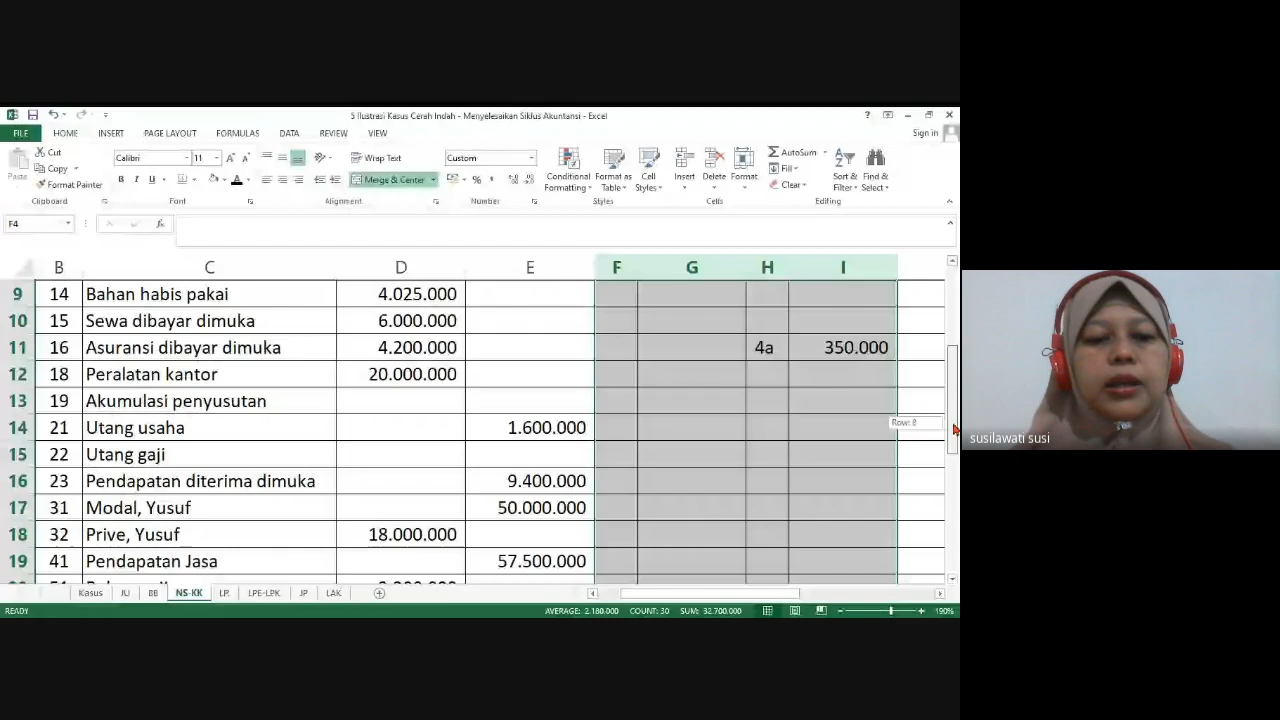 5 Ilustrasi Kasus Cerah Indah - Menyelesaikan Siklus Akuntansi - Excel
FILE HOME INSERT PAGE LAYOUT FORMULAS DATA REVIEW VIEW Sign in
Paste Cut Copy Format Painter
Calibri 11 Wrap Text Merge & Center Custom
B I U A %
Conditional Formatting Format as Table Cell Styles Insert Delete Format
AutoSum Fill Clear Sort & Filter Find & Select
Clipboard Font Alignment Number Styles Cells Editing
F4 fx
B C D E F G H I
9 14 Bahan habis pakai 4.025.000
10 15 Sewa dibayar dimuka 6.000.000
11 16 Asuransi dibayar dimuka 4.200.000 4a 350.000
12 18 Peralatan kantor 20.000.000
13 19 Akumulasi penyusutan
14 21 Utang usaha 1.600.000
Row: 8
15 22 Utang gaji
16 23 Pendapatan diterima dimuka 9.400.000
17 31 Modal, Yusuf 50.000.000
18 32 Prive, Yusuf 18.000.000
19 41 Pendapatan Jasa 57.500.000
Kasus JU BB NS-KK LP. LPE-LPK JP LAK
READY AVERAGE: 2.180.000 COUNT: 30 SUM: 32.700.000 190%
susilawati susi